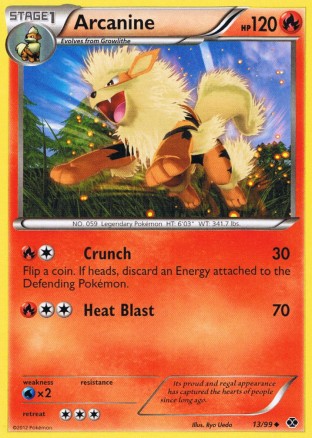 STAGE1 Arcanine HP120
Evolves from Growlithe
NO. 059 Legendary Pokémon HT: 6'03" WT: 341.7 lbs
Crunch 30
Flip a coin. If heads, discard an Energy attached to the
Defending Pokémon.
Heat Blast 70
weakness resistance
×2
retreat
Its proud and regal appearance
has captured the hearts of people
since long ago.
Illus. Ryo Ueda 13/99
©2012 Pokémon